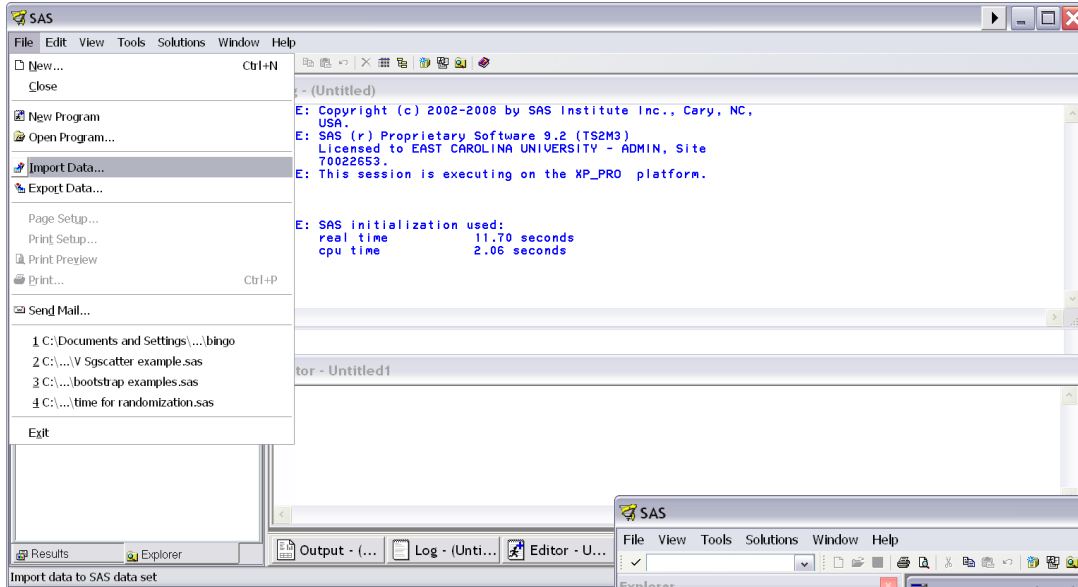 SAS
File Edit View Tools Solutions Window Help
New... Ctrl+N
Close
New Program
Open Program...
Import Data...
Export Data...
Page Setup...
Print Setup...
Print Preview
Print... Ctrl+P
Send Mail...
1 C:\Documents and Settings\...\bingo
2 C:\...\V Sgscatter example.sas
3 C:\...\bootstrap examples.sas
4 C:\...\time for randomization.sas
Exit
- (Untitled)
E: Copyright (c) 2002-2008 by SAS Institute Inc., Cary, NC,
USA.
E: SAS (r) Proprietary Software 9.2 (TS2M3)
Licensed to EAST CAROLINA UNIVERSITY - ADMIN, Site
70022653.
E: This session is executing on the XP_PRO platform.
E: SAS initialization used:
real time 11.70 seconds
cpu time 2.06 seconds
tor - Untitled1
Results Explorer
Output - (... Log - (Unti... Editor - U...
Import data to SAS data set
SAS
File View Tools Solutions Window Help
Explorer